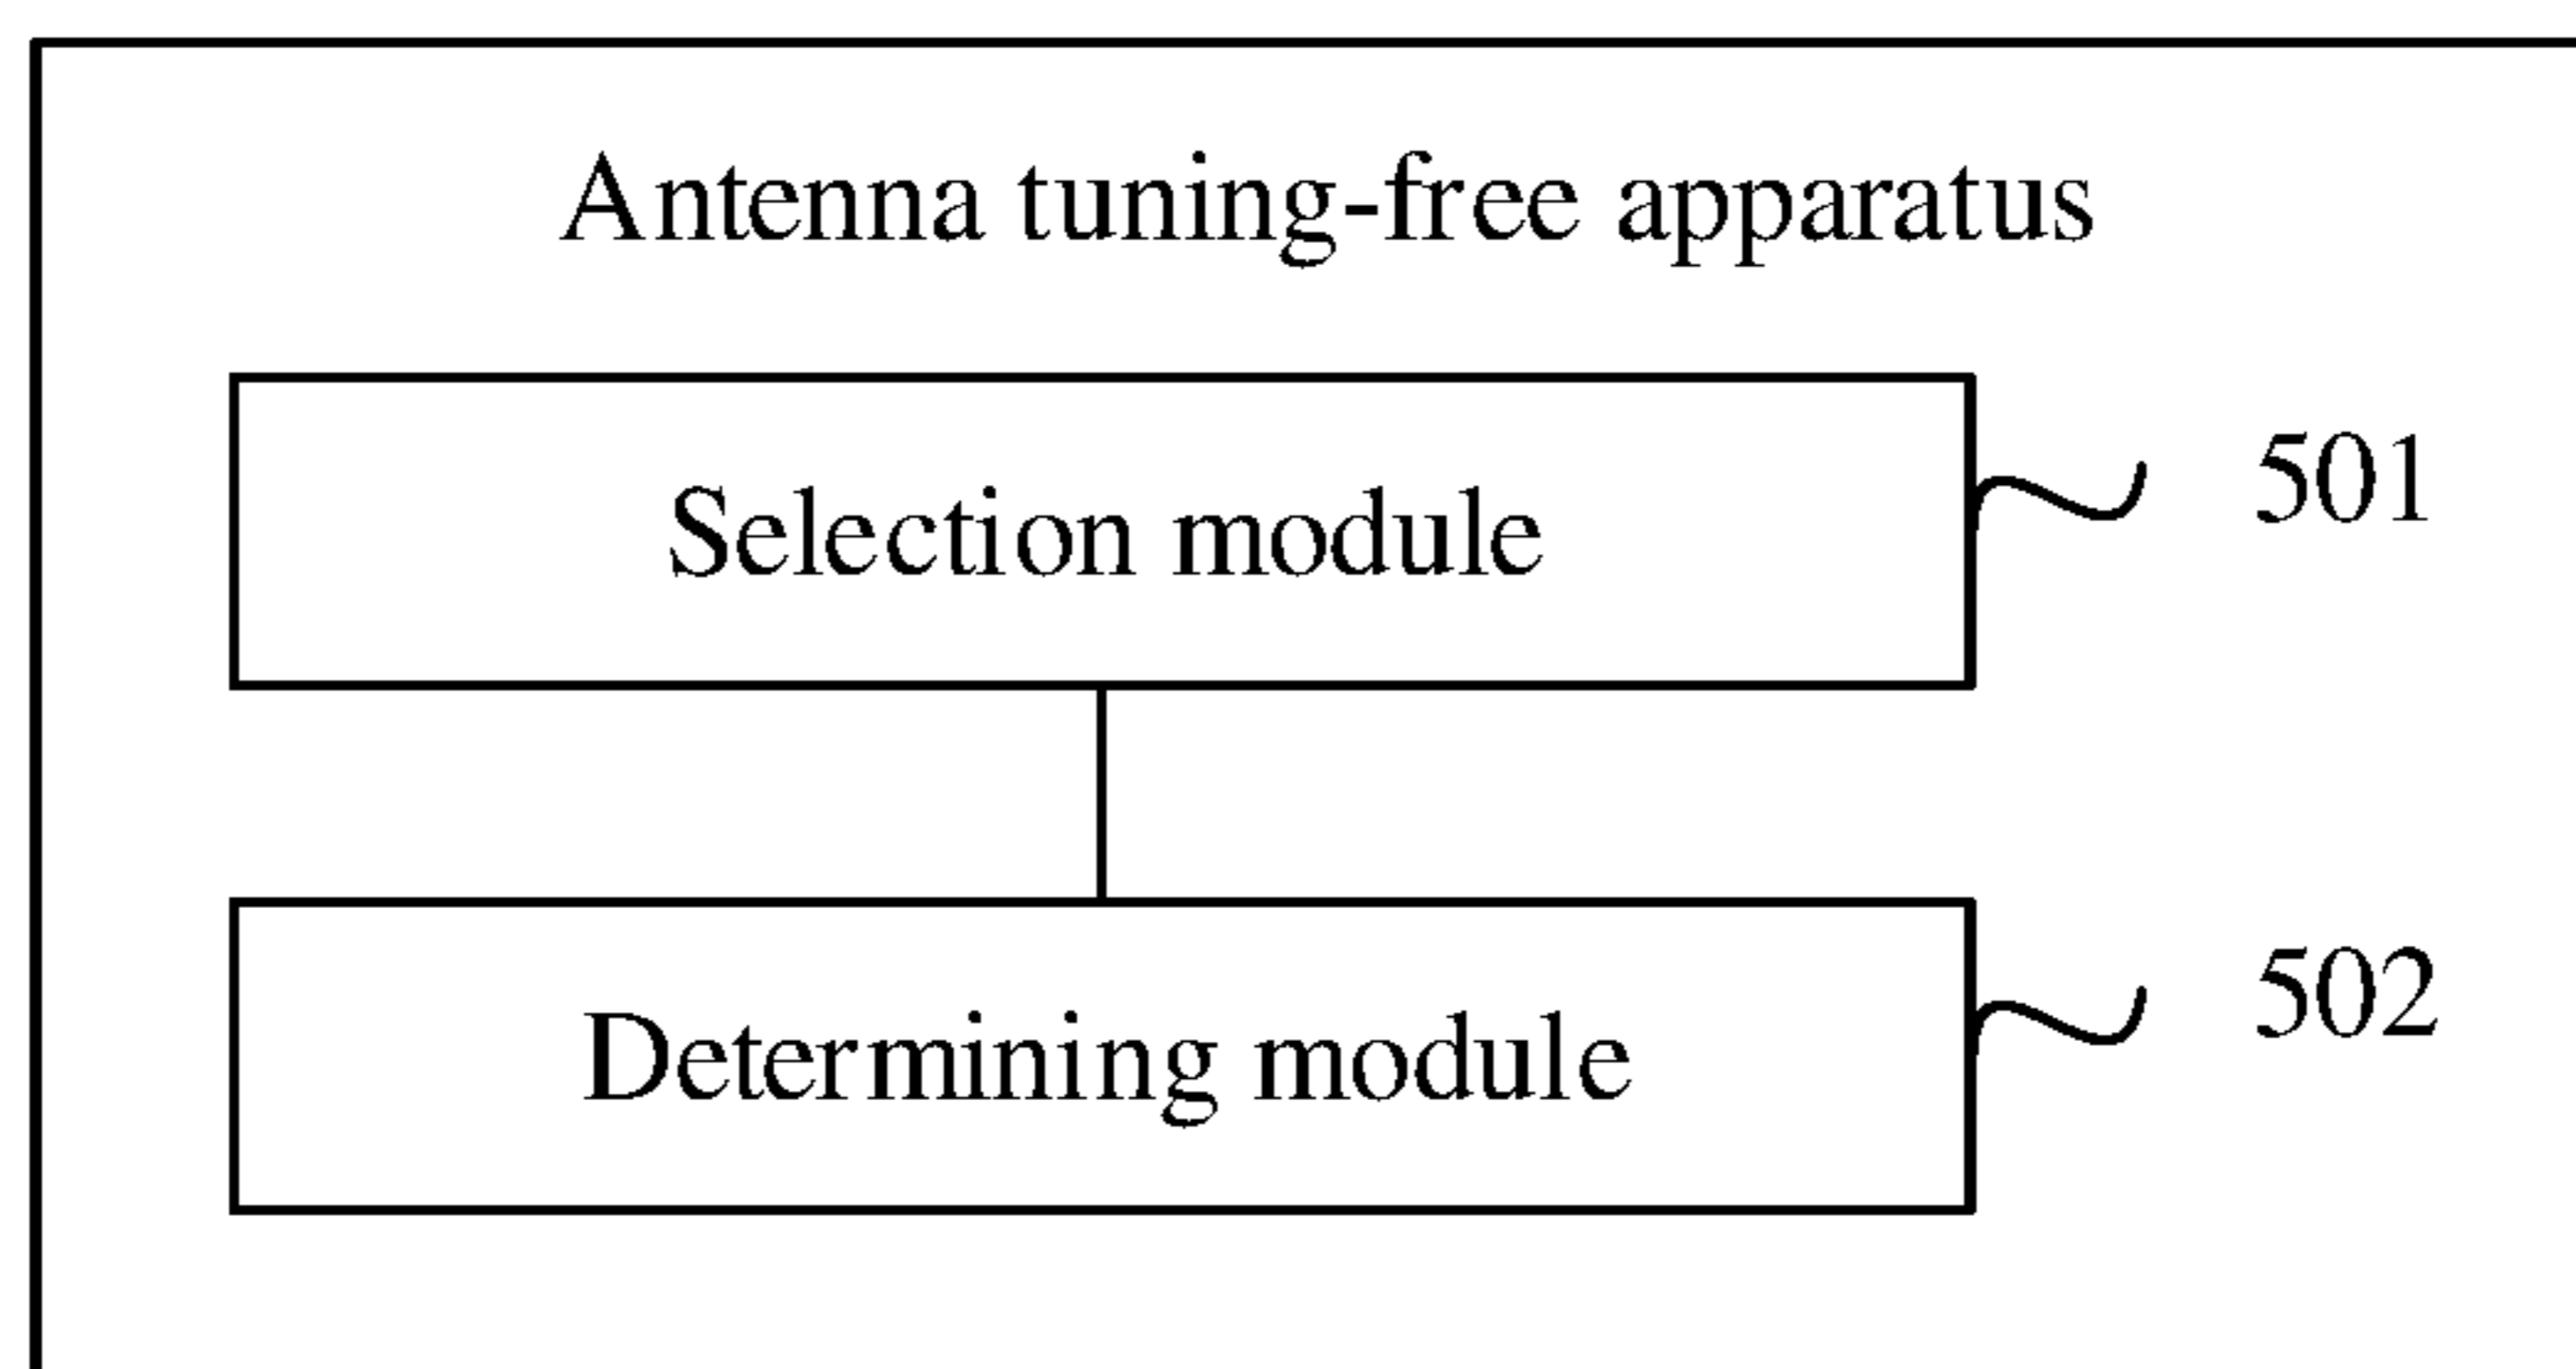 Antenna tuning-free apparatus
Selection module
501
Determining module
502